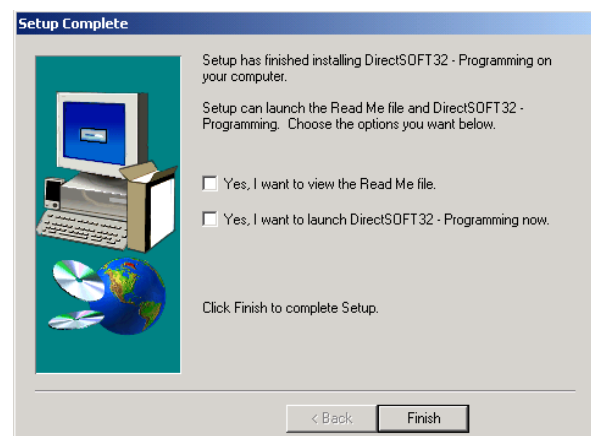 Setup Complete
Setup has finished installing DirectSOFT32 - Programming on
your computer.
Setup can launch the Read Me file and DirectSOFT32 -
Programming. Choose the options you want below.
Yes, I want to view the Read Me file.
Yes, I want to launch DirectSOFT32 - Programming now.
Click Finish to complete Setup.
< Back
Finish